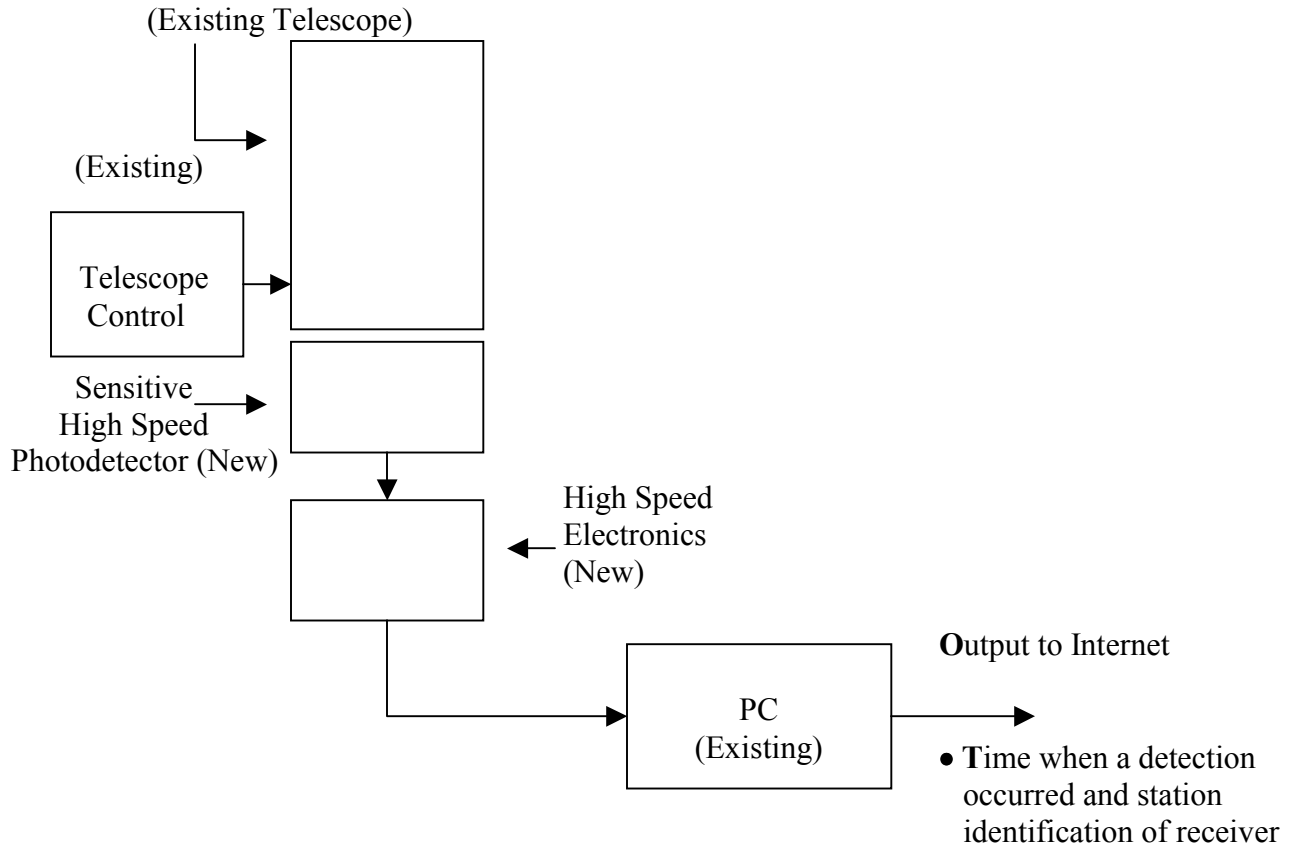 (Existing Telescope)
(Existing)
Telescope
Control
Sensitive
High Speed
Photodetector (New)
High Speed
Electronics
(New)
Output to Internet
PC
(Existing)
• Time when a detection
occurred and station
identification of receiver